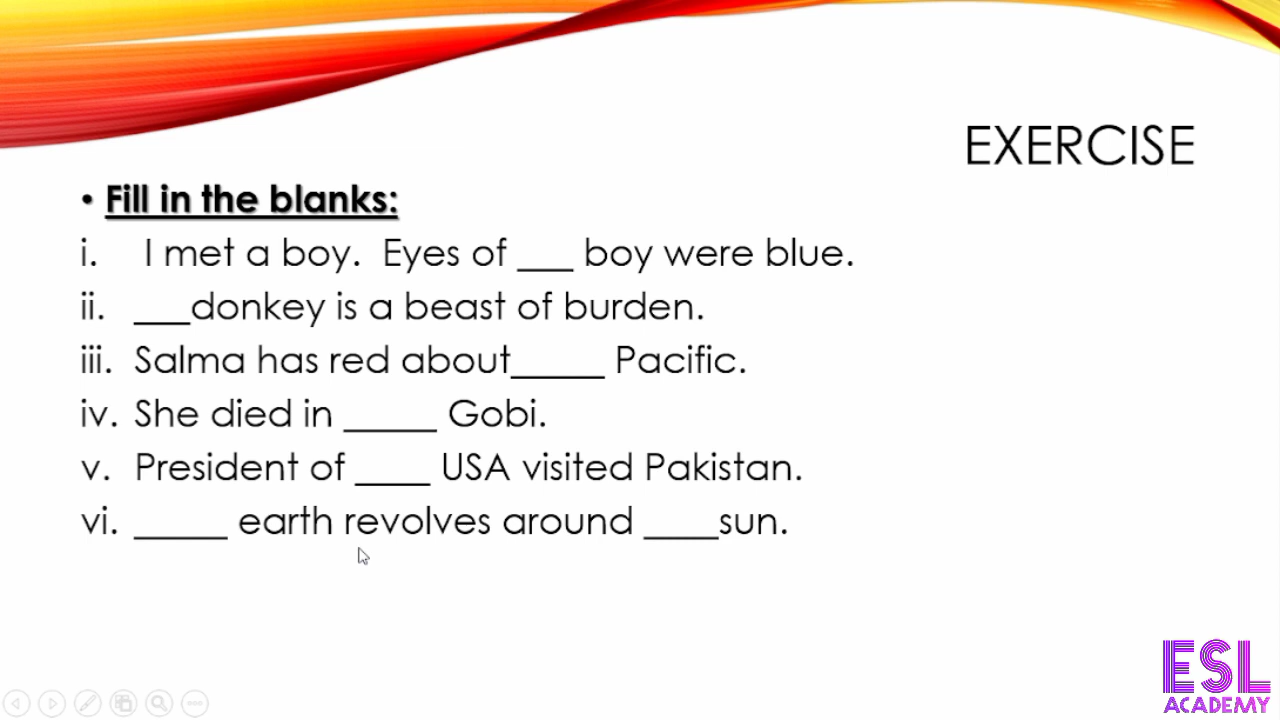 EXERCISE
• Fill in the blanks:
i. I met a boy. Eyes of ___ boy were blue.
ii. ___donkey is a beast of burden.
iii. Salma has red about_____ Pacific.
iv. She died in _____ Gobi.
v. President of ____ USA visited Pakistan.
vi. _____ earth revolves around ____sun.
ESL
ACADEMY